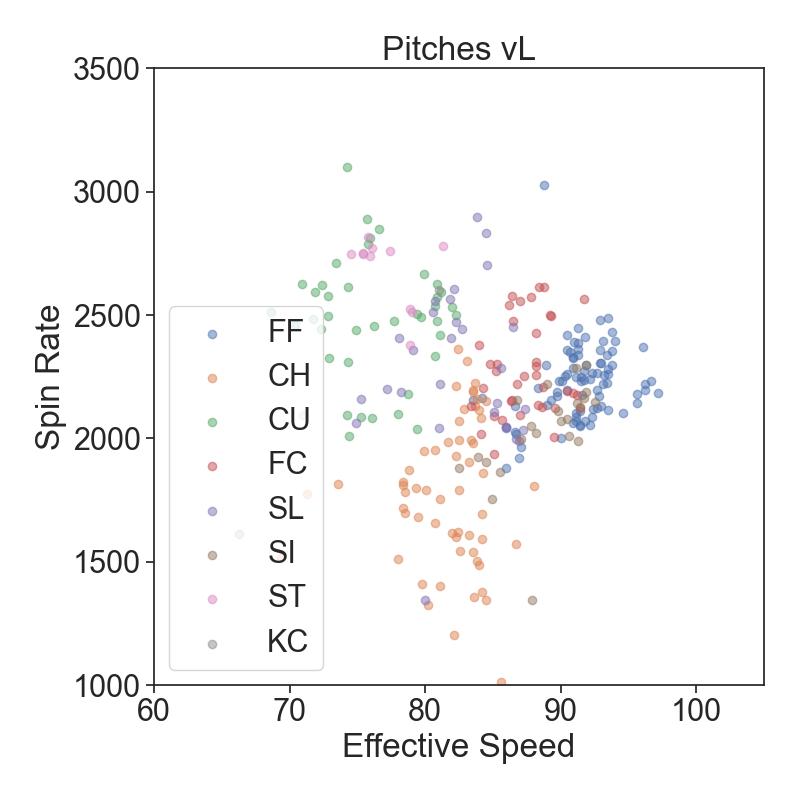 Pitches vL
3500
3000
2500
2000
1500
1000
Spin Rate
FF
CH
CU
FC
SL
SI
ST
KC
60 70 80 90 100
Effective Speed